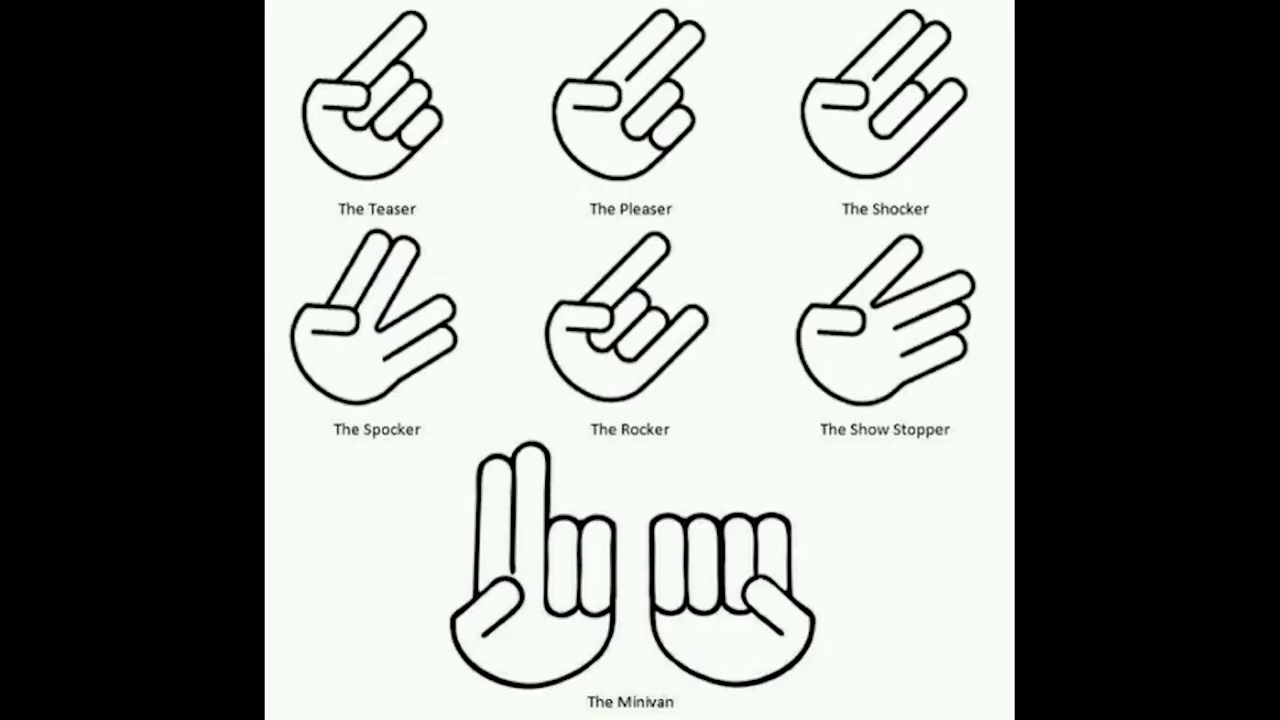 The Teaser
The Pleaser
The Shocker
The Spocker
The Rocker
The Show Stopper
The Minivan